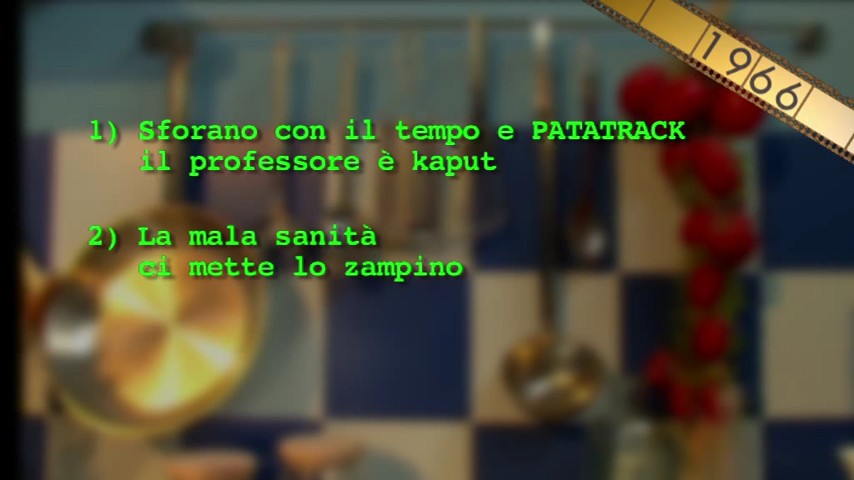 1966
1) Sforano con il tempo e PATATRACK
il professore è kaput
2) La mala sanità
ci mette lo zampino